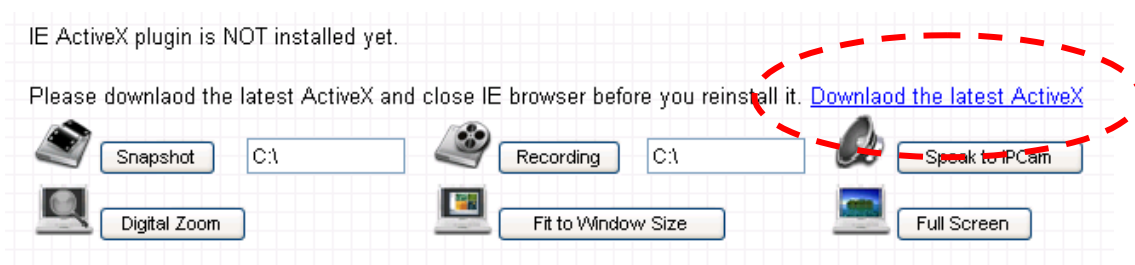 IE ActiveX plugin is NOT installed yet.
Please downlaod the latest ActiveX and close IE browser before you reinstall it. Downlaod the latest ActiveX
Snapshot C:\ Recording C:\ Speak to IPCam
Digital Zoom Fit to Window Size Full Screen